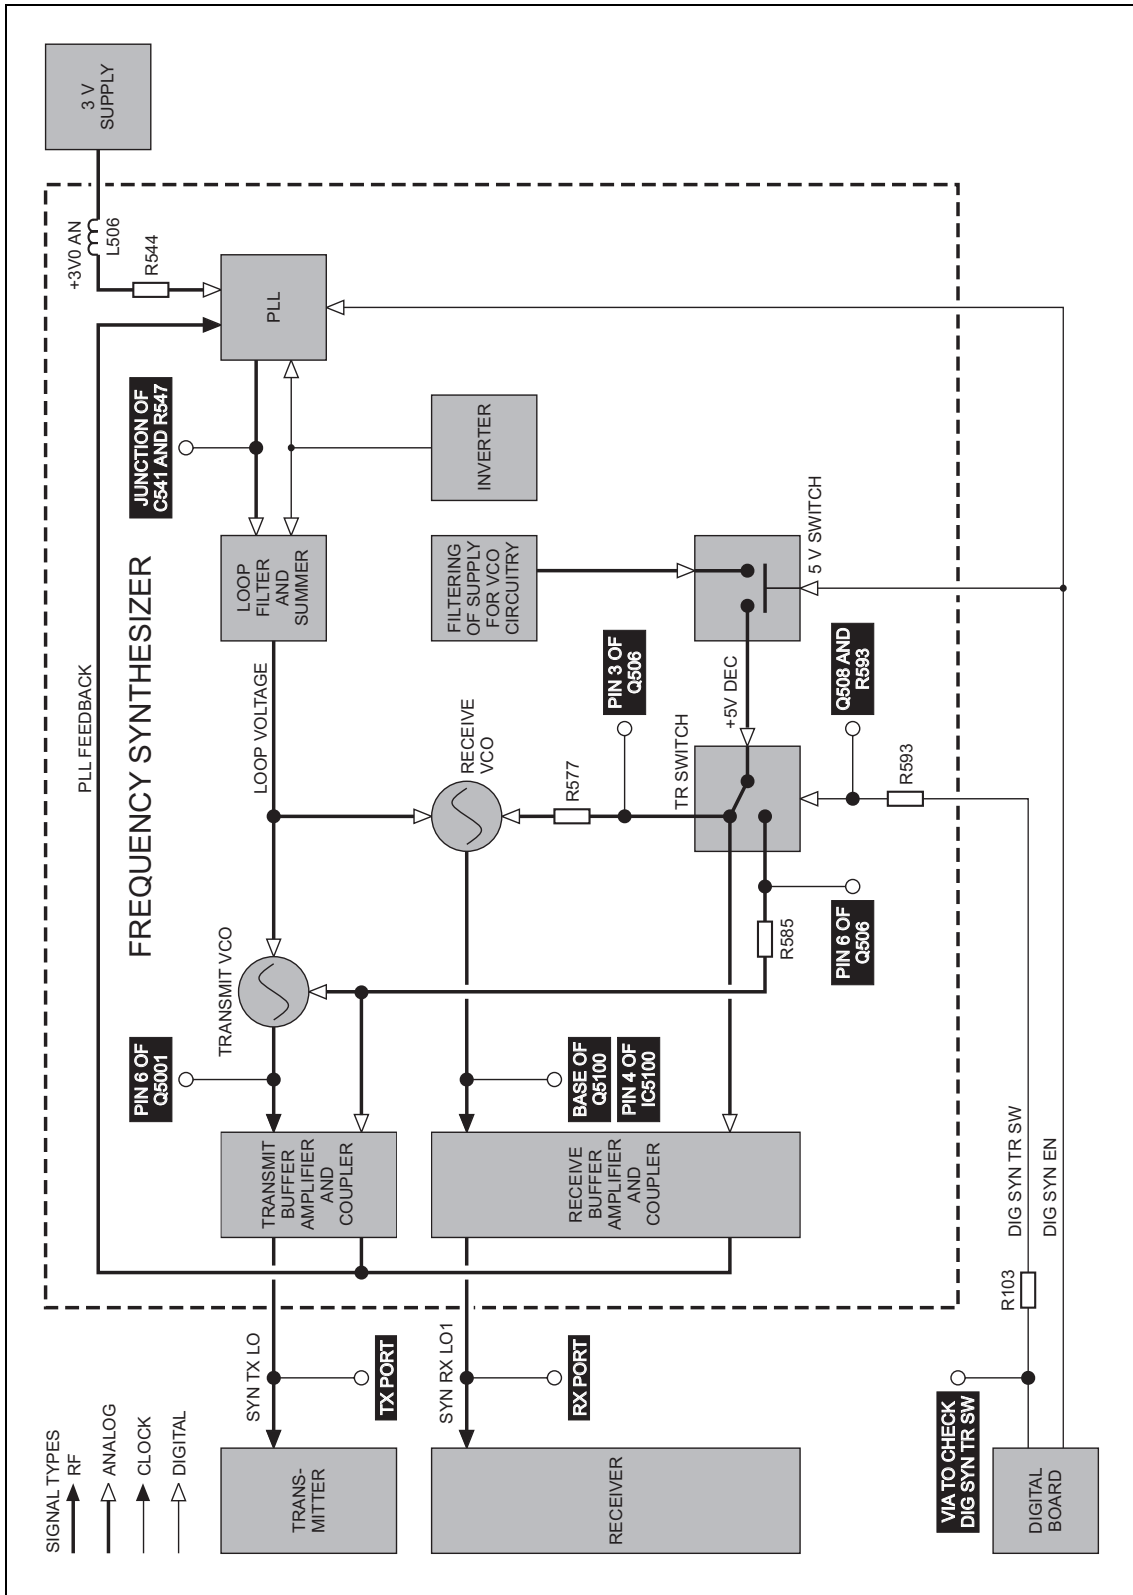 SIGNAL TYPES
RF
ANALOG
CLOCK
DIGITAL
TRANS-
MITTER
RECEIVER
DIGITAL
BOARD
SYN TX LO
TX PORT
SYN RX LO1
RX PORT
VIA TO CHECK
DIG SYN TR SW
R103
DIG SYN TR SW
DIG SYN EN
PLL FEEDBACK
FREQUENCY SYNTHESIZER
TRANSMIT
BUFFER
AMPLIFIER
AND
COUPLER
RECEIVE
BUFFER
AMPLIFIER
AND
COUPLER
PIN 6 OF
Q5001
BASE OF
Q5100
PIN 4 OF
IC5100
TRANSMIT VCO
R585
PIN 6 OF
Q506
LOOP VOLTAGE
RECEIVE
VCO
R577
PIN 3 OF
Q506
TR SWITCH
+5V DEC
R593
Q508 AND
R593
LOOP
FILTER
AND
SUMMER
FILTERING
OF SUPPLY
FOR VCO
CIRCUITRY
5 V SWITCH
JUNCTION OF
C541 AND R547
INVERTER
PLL
R544
+3V0 AN
L506
3 V
SUPPLY